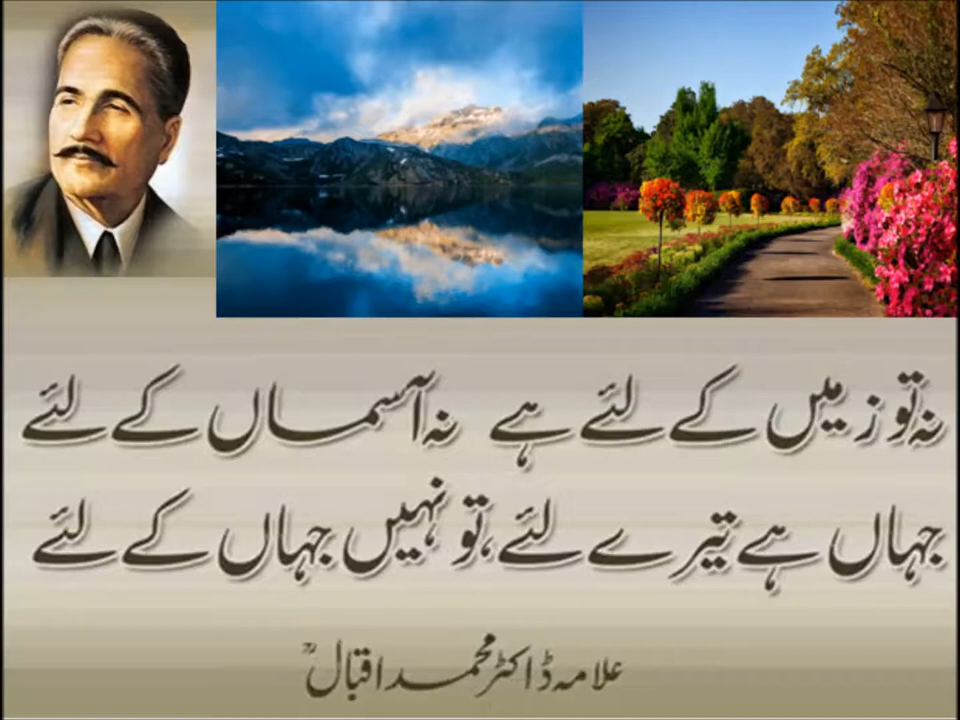 نہ تو زمیں کے لئے ہے نہ آسماں کے لئے
جہاں ہے تیرے لئے، تو نہیں جہاں کے لئے
علامہ ڈاکٹر محمد اقبالؒ